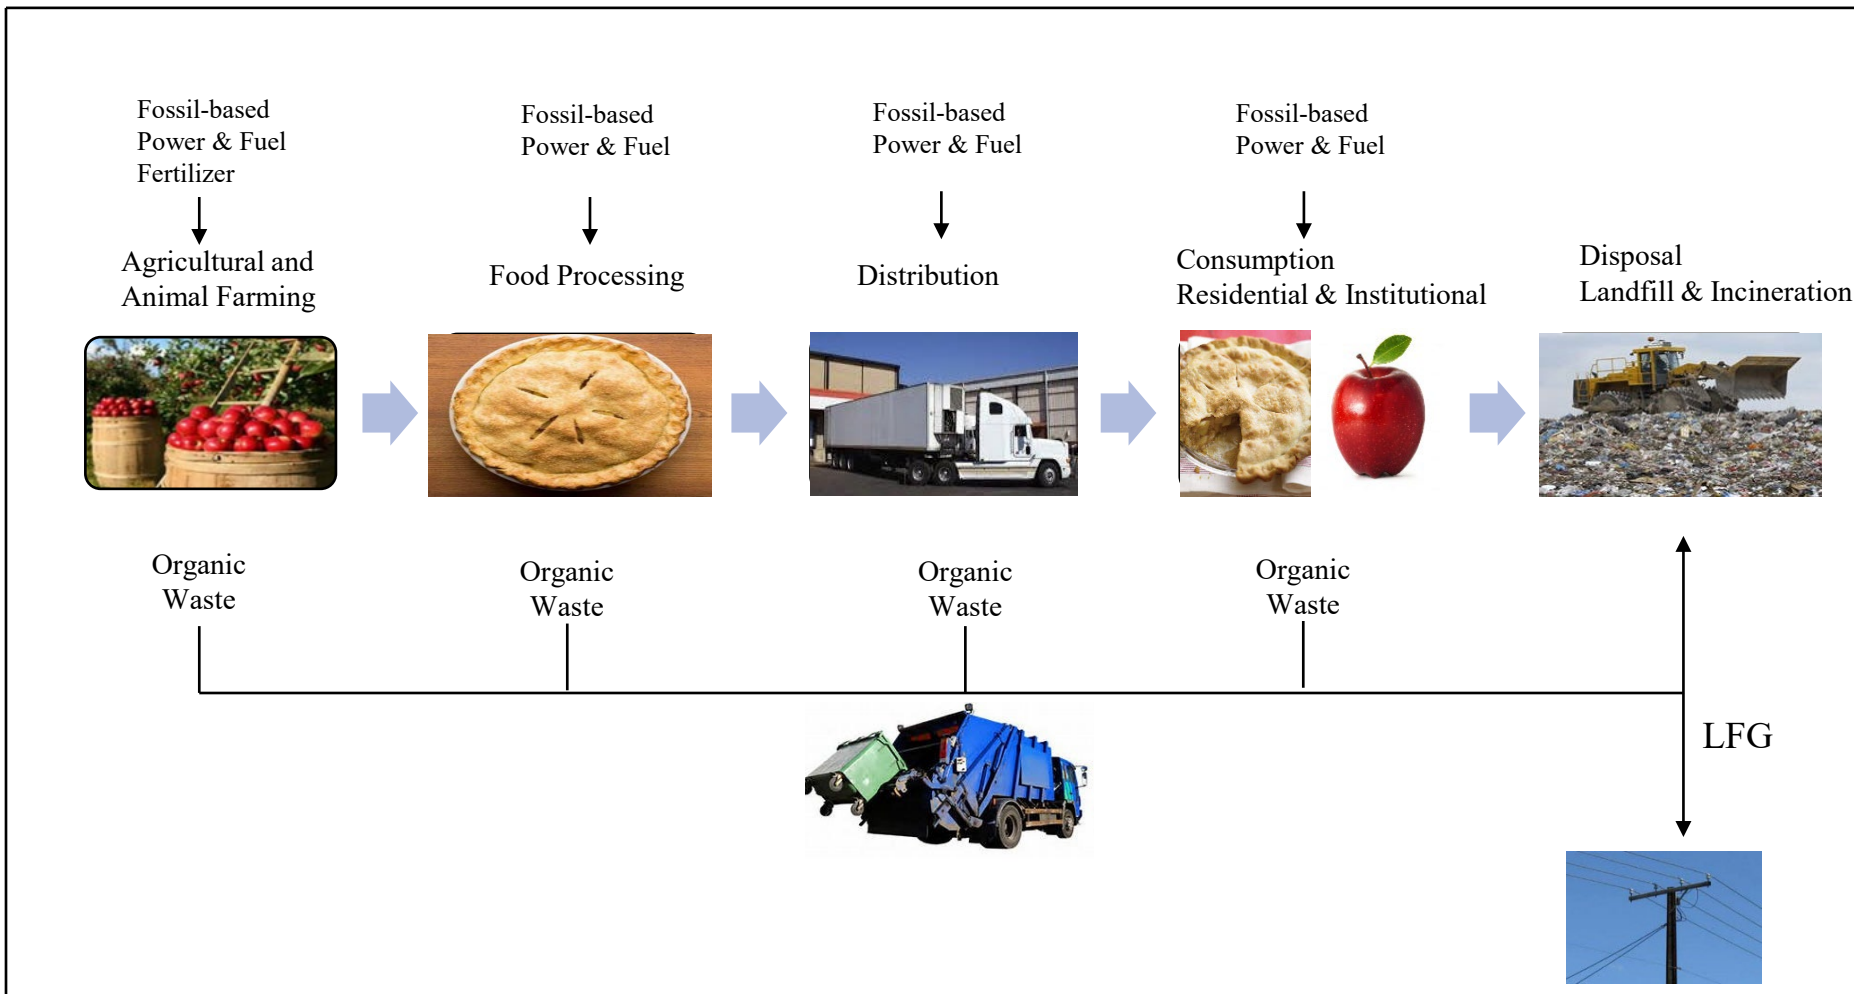 Fossil-based
Power & Fuel
Fertilizer
Fossil-based
Power & Fuel
Fossil-based
Power & Fuel
Fossil-based
Power & Fuel
Agricultural and
Animal Farming
Food Processing
Distribution
Consumption
Residential & Institutional
Disposal
Landfill & Incineration
Organic
Waste
Organic
Waste
Organic
Waste
Organic
Waste
LFG